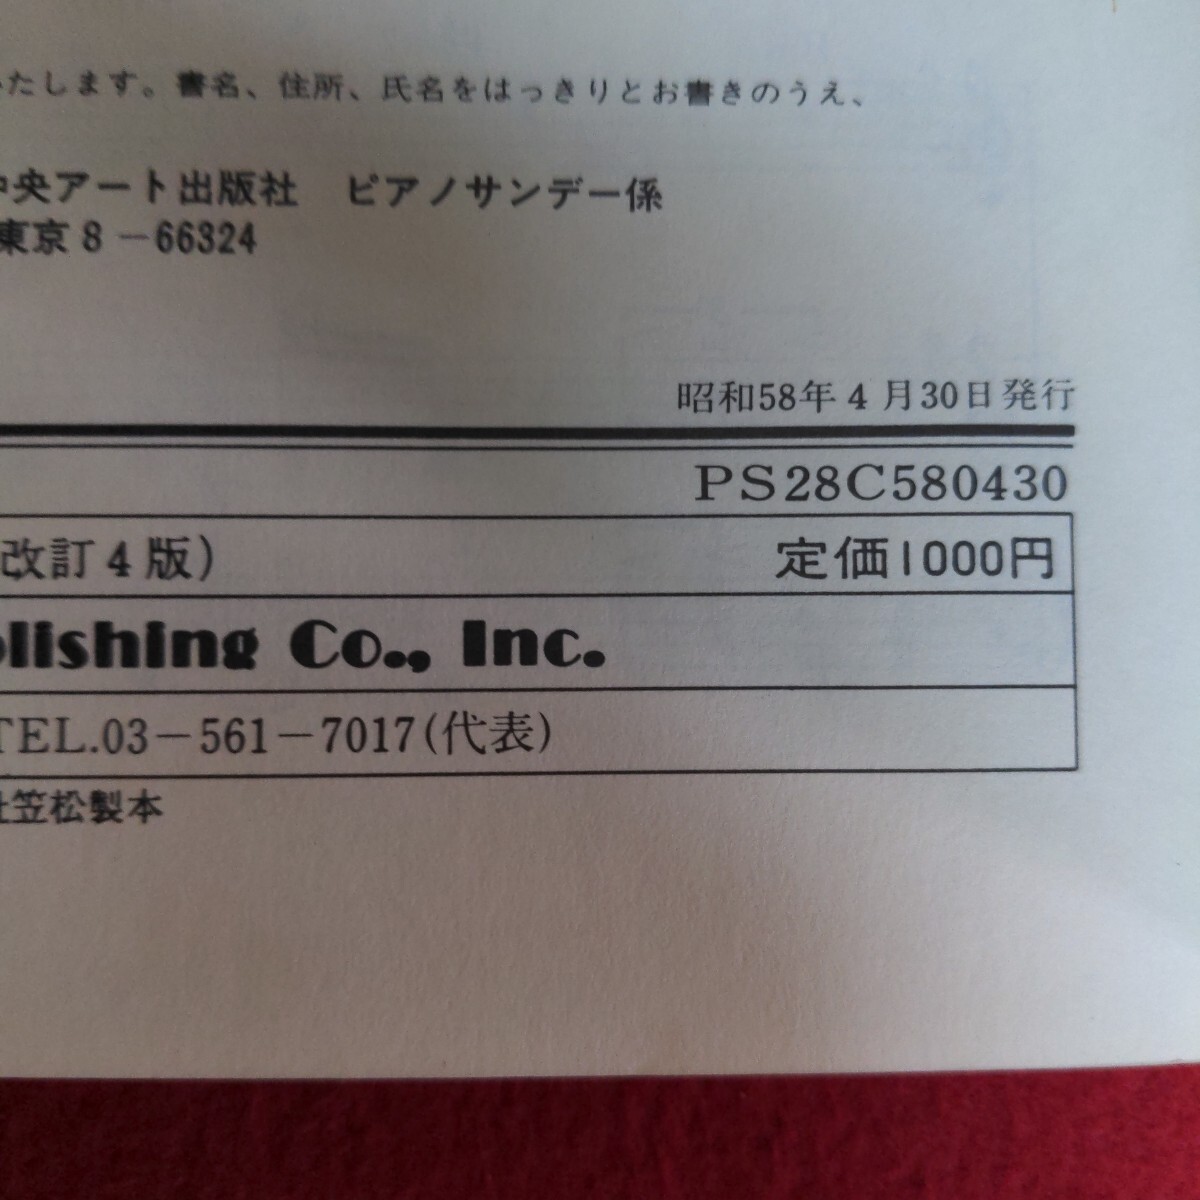 いたします。書名、住所、氏名をはっきりとお書きのうえ、
中央アート出版社　ピアノサンデー係
東京8－66324
昭和58年4月30日発行
PS28C580430
改訂4版)
定価1000円
blishing Co., Inc.
TEL.03－561－7017(代表)
社笠松製本